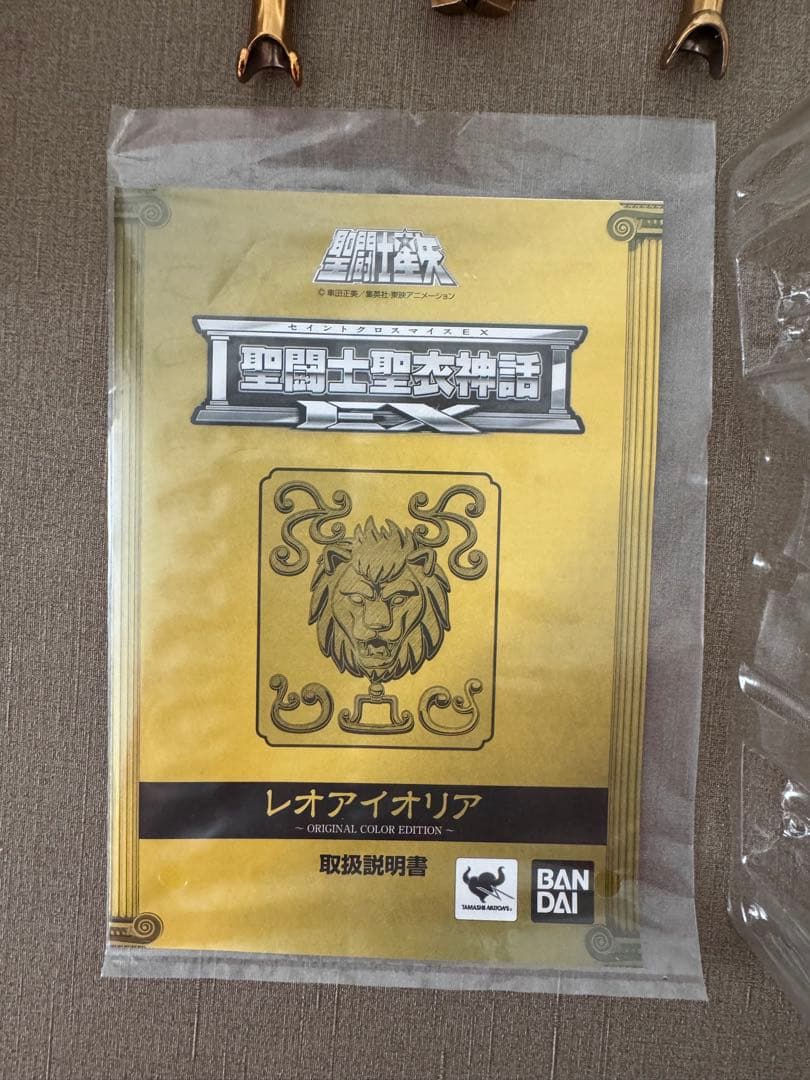 聖闘士星矢
© 車田正美／集英社・東映アニメーション
セイントクロスマイスEX
聖闘士聖衣神話
EX
レオアイオリア
～ ORIGINAL COLOR EDITION ～
取扱説明書
TAMASHII NATIONS
BAN
DAI